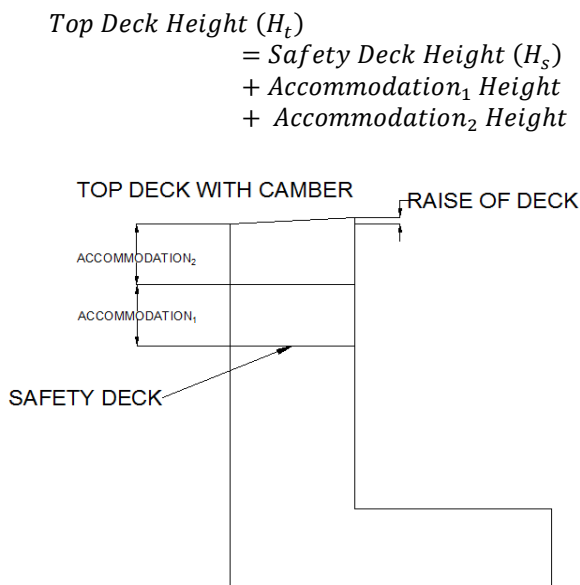 Top Deck Height (Hₜ)
= Safety Deck Height (Hₛ)
+ Accommodation₁ Height
+ Accommodation₂ Height
TOP DECK WITH CAMBER
RAISE OF DECK
ACCOMMODATION₂
ACCOMMODATION₁
SAFETY DECK